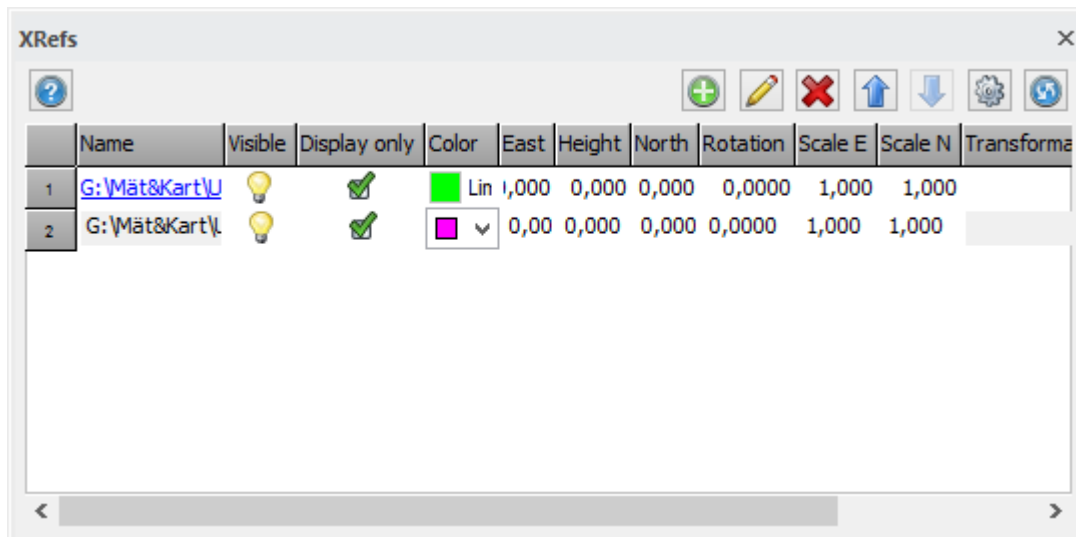 XRefs
Name Visible Display only Color East Height North Rotation Scale E Scale N Transforma
1 G:\Mät&Kart\U Lin ,000 0,000 0,000 0,0000 1,000 1,000
2 G:\Mät&Kart\ 0,00 0,000 0,000 0,0000 1,000 1,000